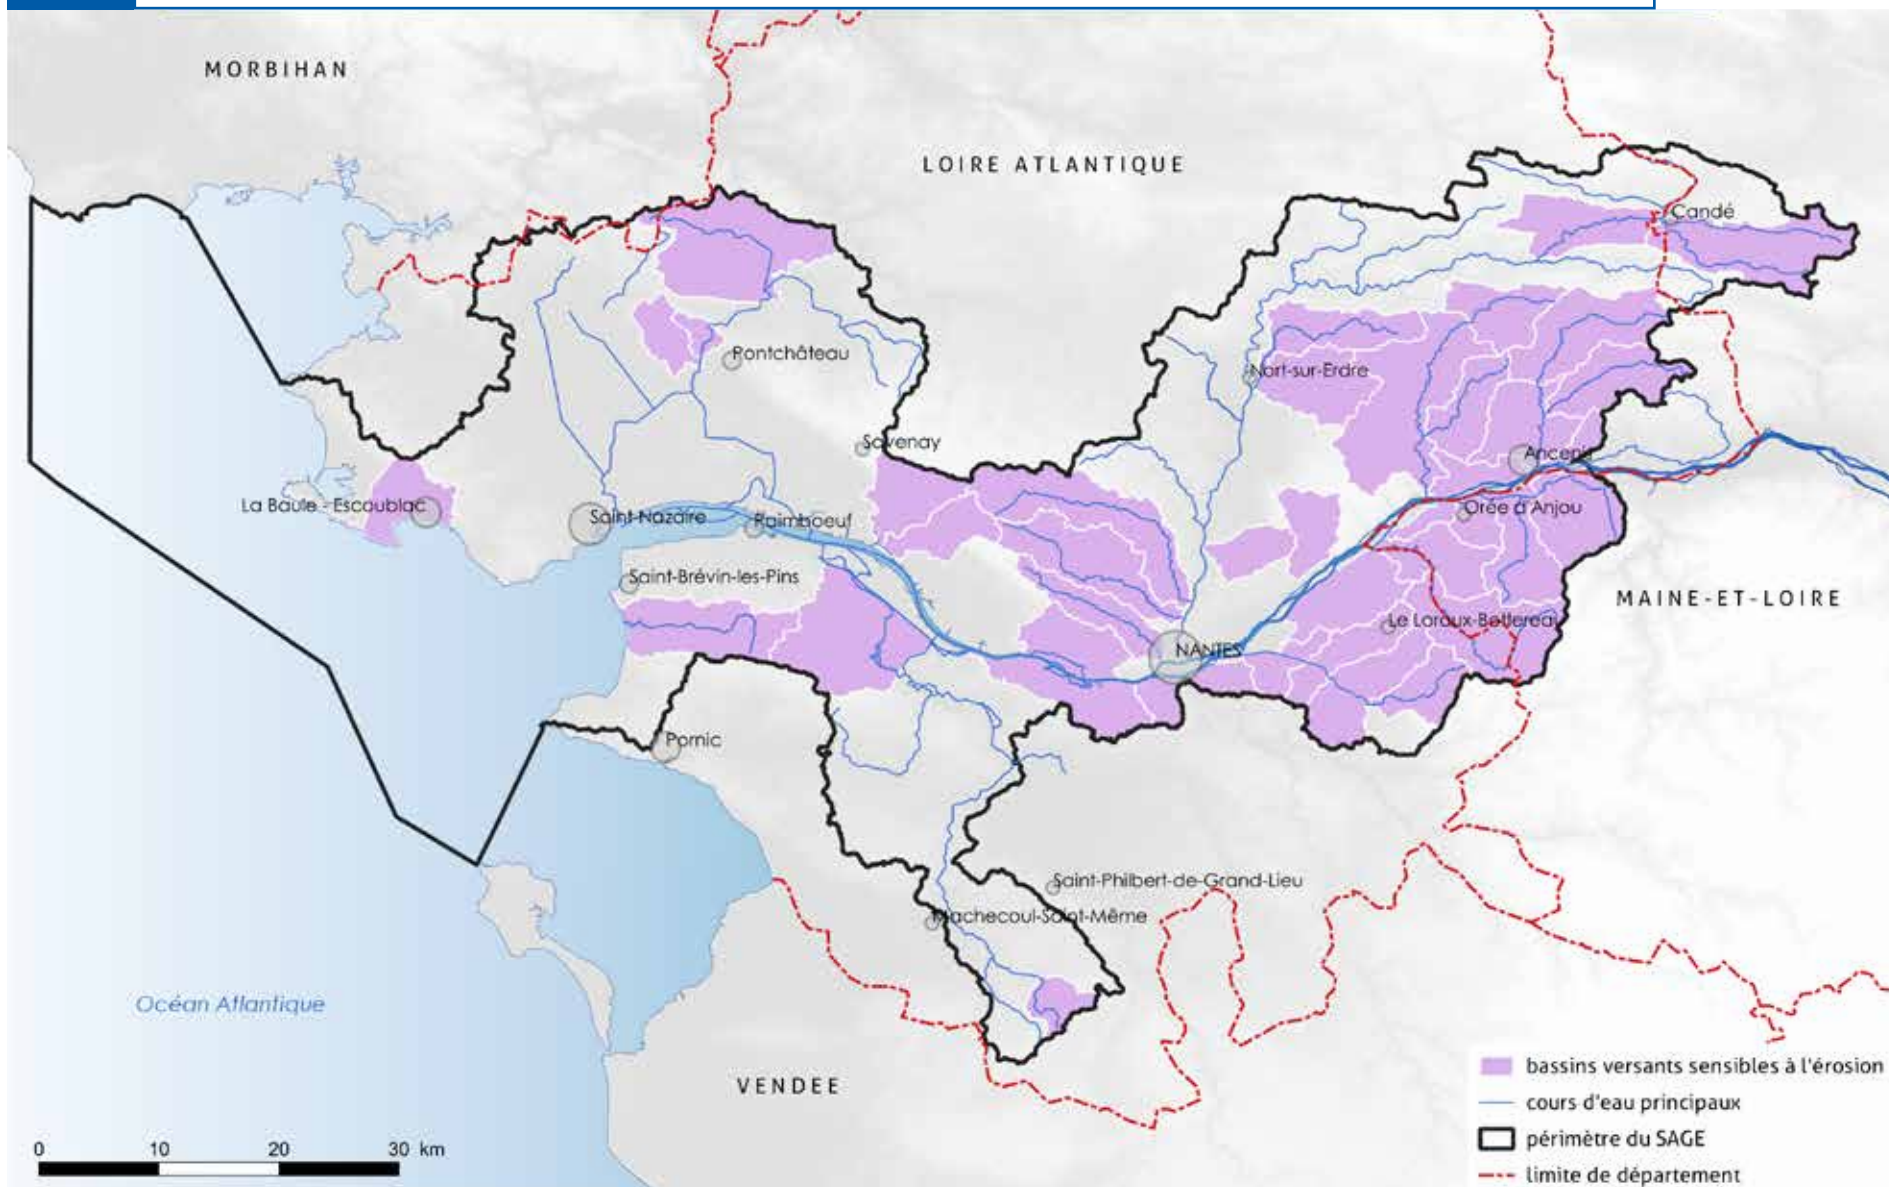 MORBIHAN
LOIRE ATLANTIQUE
Candé
Pontchâteau
Nort-sur-Erdre
Savenay
Ancenis
La Baule - Escoublac
Saint-Nazaire
Paimboeuf
Orée d'Anjou
Saint-Brévin-les-Pins
MAINE-ET-LOIRE
Le Loroux-Bottereau
NANTES
Pornic
Saint-Philbert-de-Grand-Lieu
Machecoul-Saint-Même
Océan Atlantique
VENDEE
bassins versants sensibles à l'érosion
cours d'eau principaux
périmètre du SAGE
limite de département
0 10 20 30 km